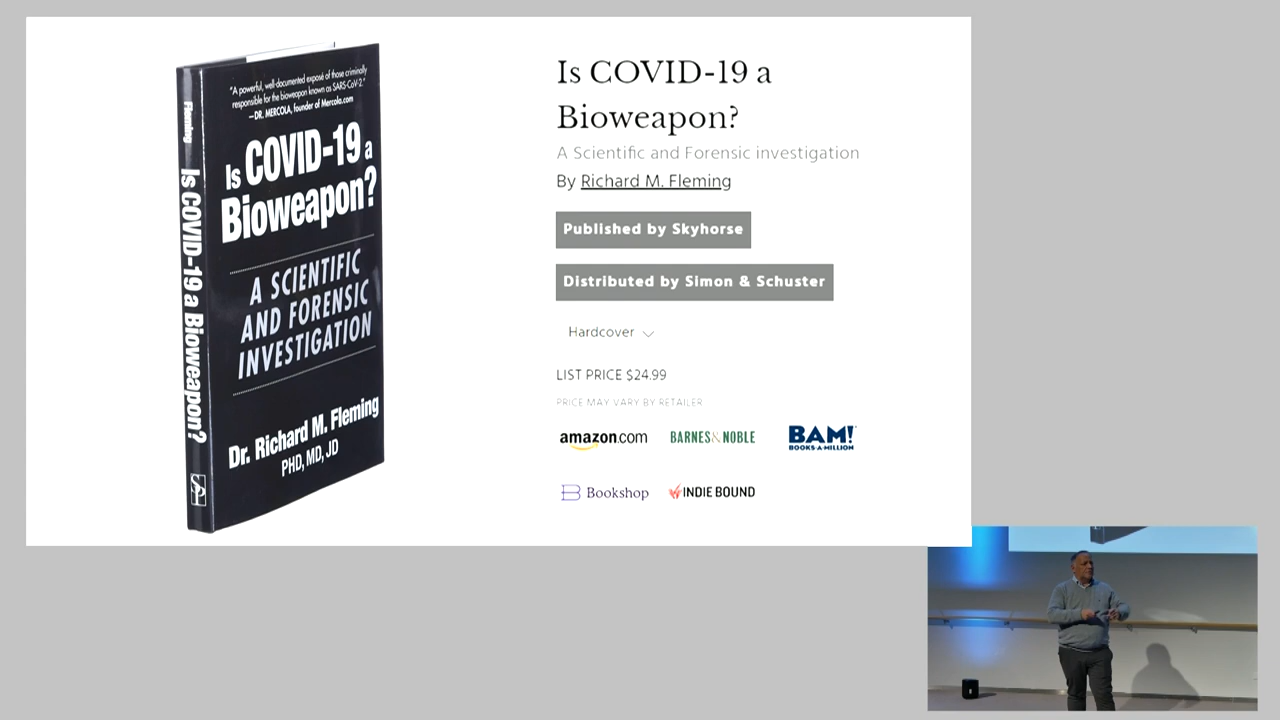 "A powerful, well-documented exposé of those criminally
responsible for the bioweapon known as SARS-CoV-2."
—DR. MERCOLA, founder of Mercola.com
Is COVID-19 a
Bioweapon?
A SCIENTIFIC
AND FORENSIC
INVESTIGATION
Dr. Richard M. Fleming
PHD, MD, JD
Fleming
Is COVID-19 a Bioweapon?
SP
Is COVID-19 a
Bioweapon?
A Scientific and Forensic investigation
By Richard M. Fleming
Published by Skyhorse
Distributed by Simon & Schuster
Hardcover
LIST PRICE $24.99
PRICE MAY VARY BY RETAILER
amazon.com
BARNES & NOBLE
BAM!
BOOKS-A-MILLION
Bookshop
INDIE BOUND